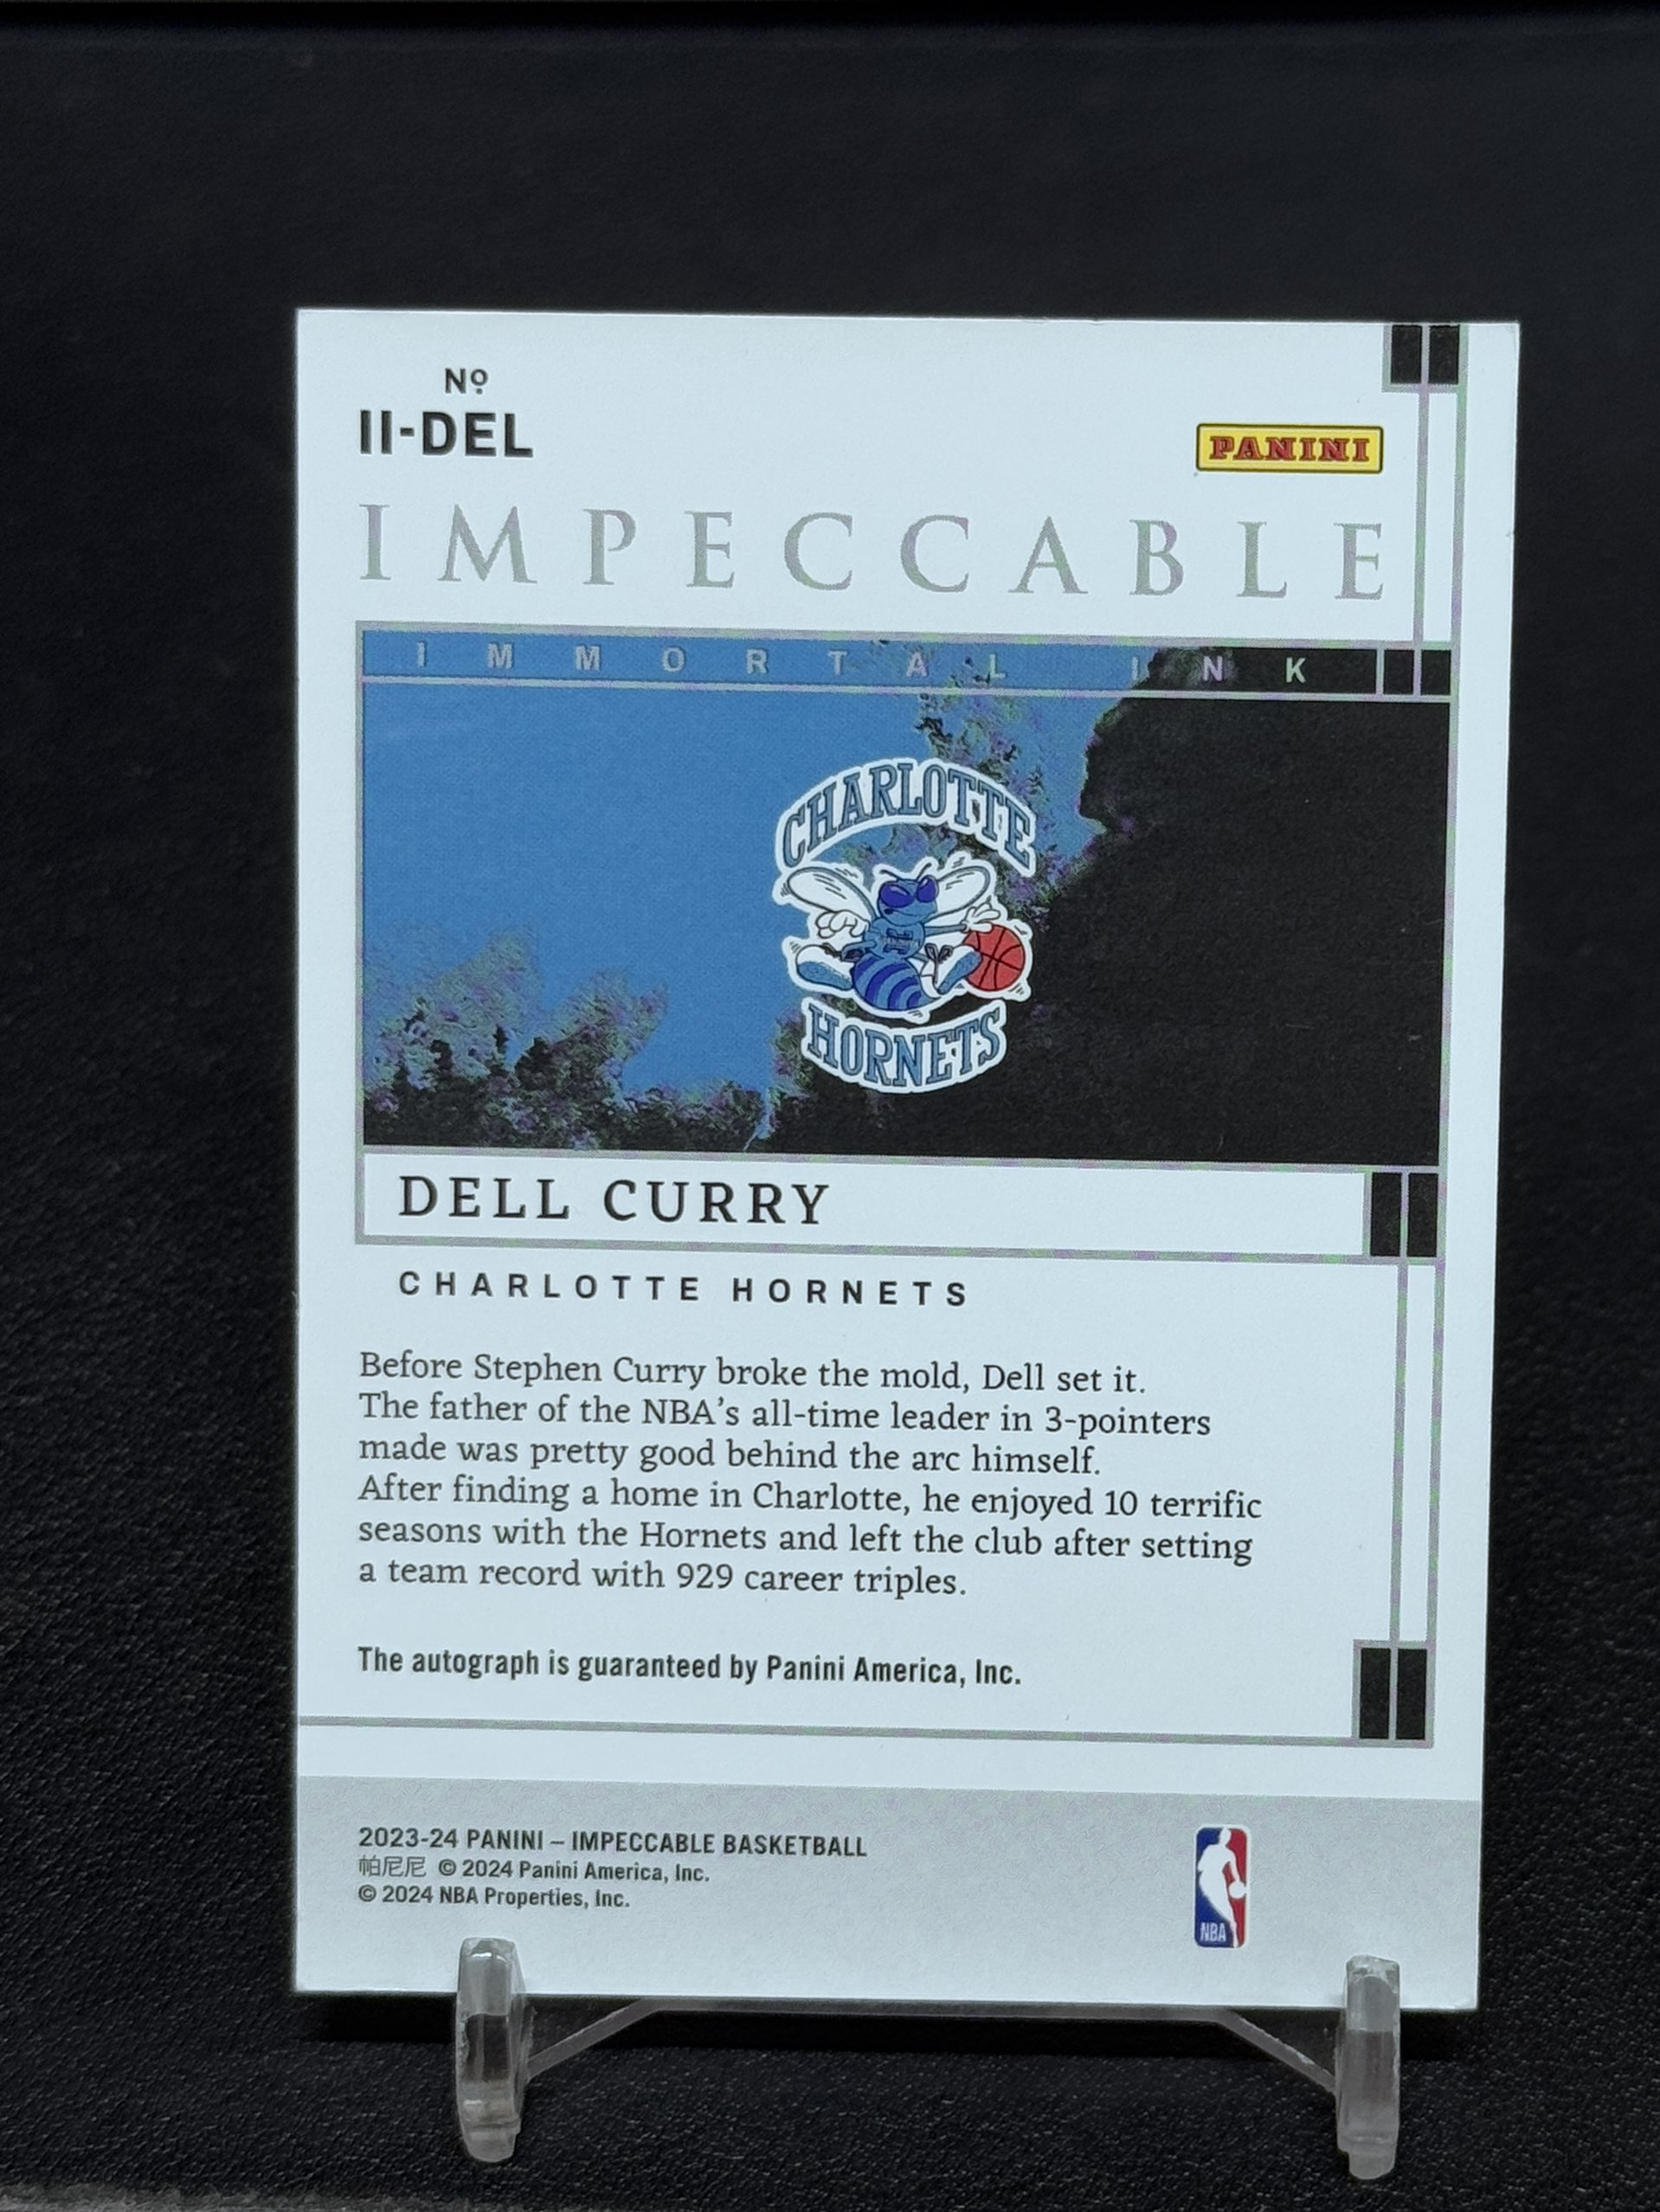 Nº
II-DEL
PANINI
IMPECCABLE
IMMORTAL INK
CHARLOTTE
HORNETS
DELL CURRY
CHARLOTTE HORNETS
Before Stephen Curry broke the mold, Dell set it.
The father of the NBA's all-time leader in 3-pointers
made was pretty good behind the arc himself.
After finding a home in Charlotte, he enjoyed 10 terrific
seasons with the Hornets and left the club after setting
a team record with 929 career triples.
The autograph is guaranteed by Panini America, Inc.
2023-24 PANINI – IMPECCABLE BASKETBALL
帕尼尼 © 2024 Panini America, Inc.
© 2024 NBA Properties, Inc.
NBA